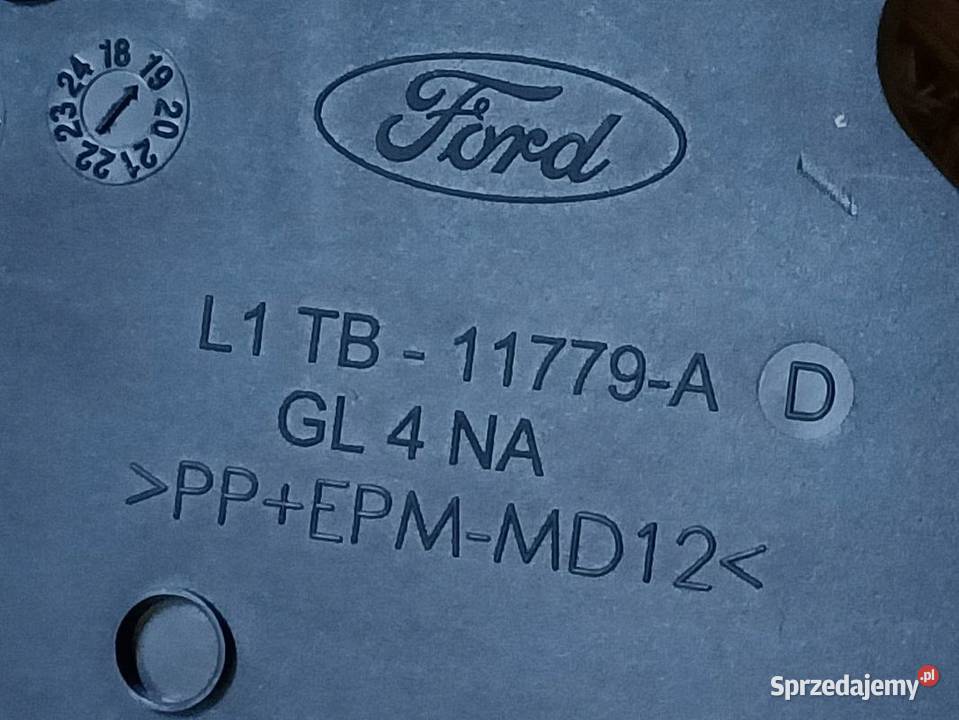 18 19 20 21 22 23 24
Ford
L1 TB - 11779-A D
GL 4 NA
>PP+EPM-MD12<
Sprzedajemy.pl